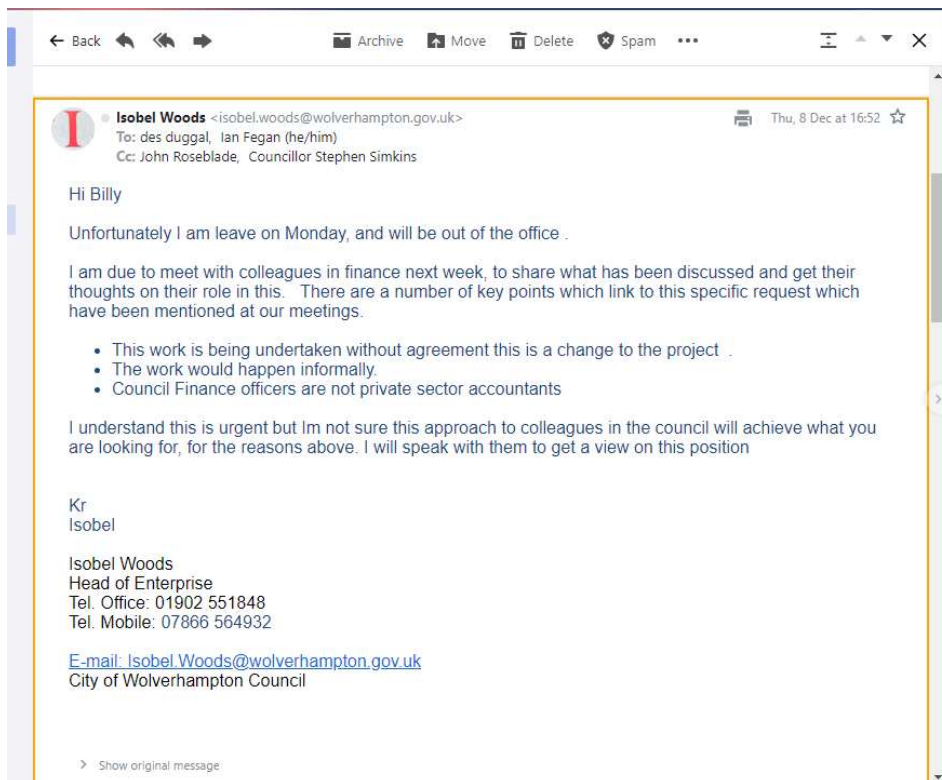 Back Archive Move Delete Spam
I Isobel Woods <isobel.woods@wolverhampton.gov.uk> Thu, 8 Dec at 16:52
To: des duggal, Ian Fegan (he/him)
Cc: John Roseblade, Councillor Stephen Simkins
Hi Billy
Unfortunately I am leave on Monday, and will be out of the office .
I am due to meet with colleagues in finance next week, to share what has been discussed and get their
thoughts on their role in this. There are a number of key points which link to this specific request which
have been mentioned at our meetings.
• This work is being undertaken without agreement this is a change to the project .
• The work would happen informally.
• Council Finance officers are not private sector accountants
I understand this is urgent but Im not sure this approach to colleagues in the council will achieve what you
are looking for, for the reasons above. I will speak with them to get a view on this position
Kr
Isobel
Isobel Woods
Head of Enterprise
Tel. Office: 01902 551848
Tel. Mobile: 07866 564932
E-mail: Isobel.Woods@wolverhampton.gov.uk
City of Wolverhampton Council
Show original message